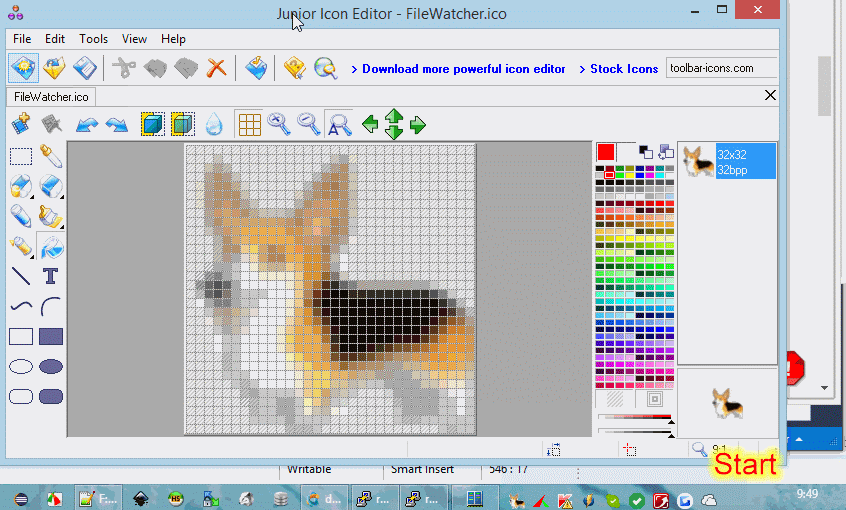 Junior Icon Editor - FileWatcher.ico
File Edit Tools View Help
> Download more powerful icon editor > Stock Icons toolbar-icons.com
FileWatcher.ico
32x32
32bpp
9:1
Start
Writable Smart Insert 546 : 17
F:... d... r... r...
9:49